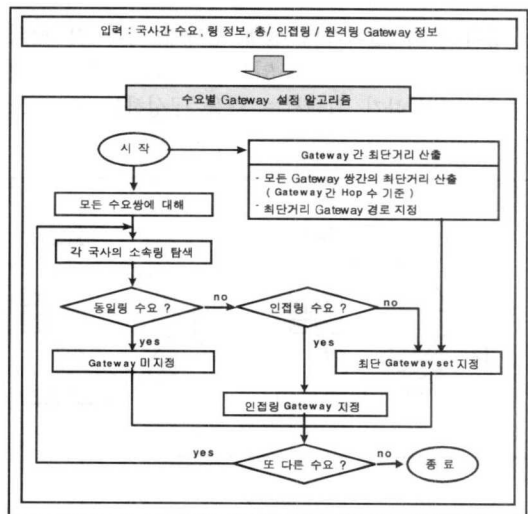 입력 : 국사간 수요, 링 정보, 총/ 인접링 / 원격링 Gateway 정보
수요별 Gateway 설정 알고리즘
시 작
Gateway 간 최단거리 산출
- 모든 Gateway 쌍간의 최단거리 산출
( Gateway간 Hop 수 기준 )
- 최단거리 Gateway 경로 지정
모든 수요쌍에 대해
각 국사의 소속링 탐색
동일링 수요 ?
no
인접링 수요 ?
no
yes
yes
Gateway 미지정
최단 Gateway set 지정
인접링 Gateway 지정
yes
또 다른 수요 ?
no
종 료